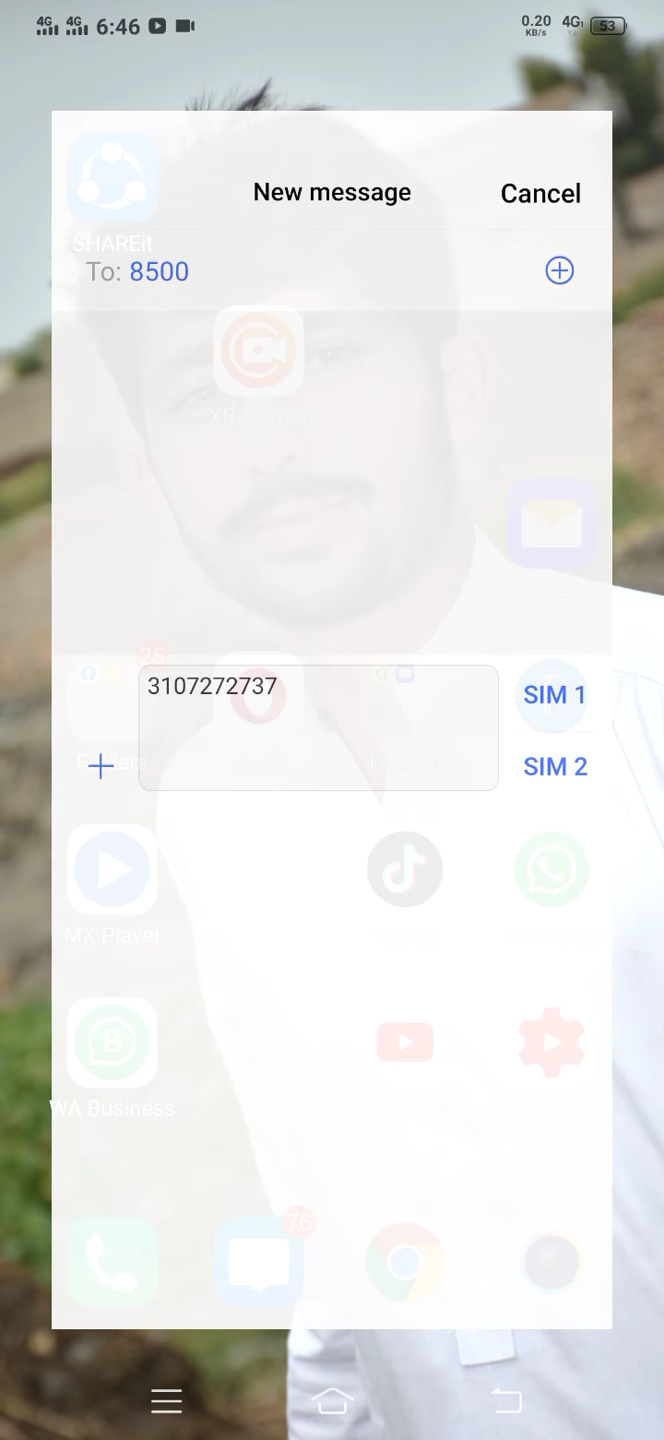 4G 4G 6:46 0.20 KB/s 4G 53
New message Cancel
SHAREit
To: 8500
XRecorder
25
3107272737
SIM 1
Folders
SIM 2
MX Player
WA Business
76